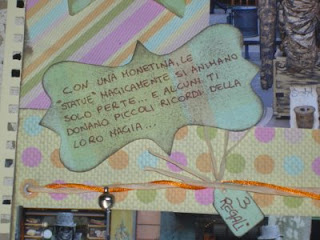 CON UNA MONETINA, LE
"STATUE" MAGICAMENTE SI ANIMANO
SOLO PER TE... E ALCUNI TI
DONANO PICCOLI RICORDI DELLA
LORO MAGIA...
3
REGALI